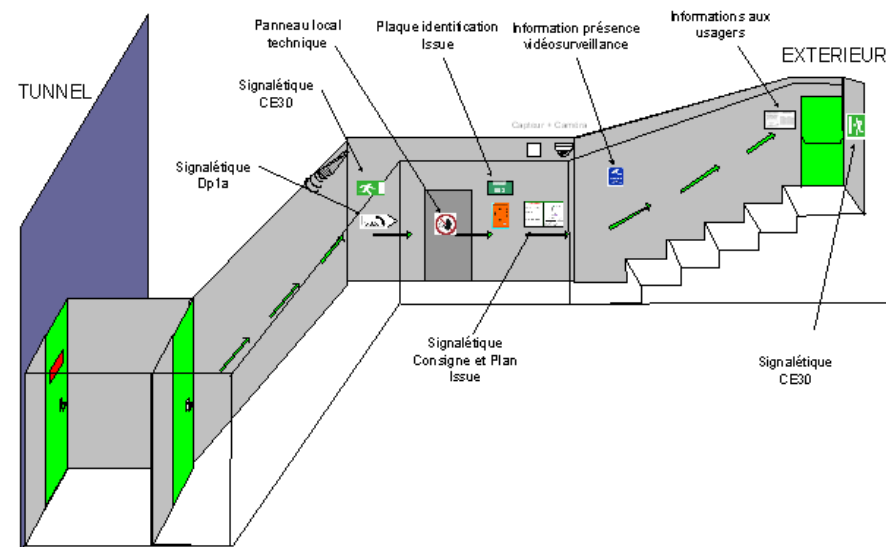 Informations aux
usagers
Panneau local
technique
Plaque identification
Issue
Information présence
vidéosurveillance
EXTERIEUR
TUNNEL
Signalétique
CE30
Capteur + Caméra
Signalétique
Dp1a
Signalétique
Consigne et Plan
Issue
Signalétique
CE30